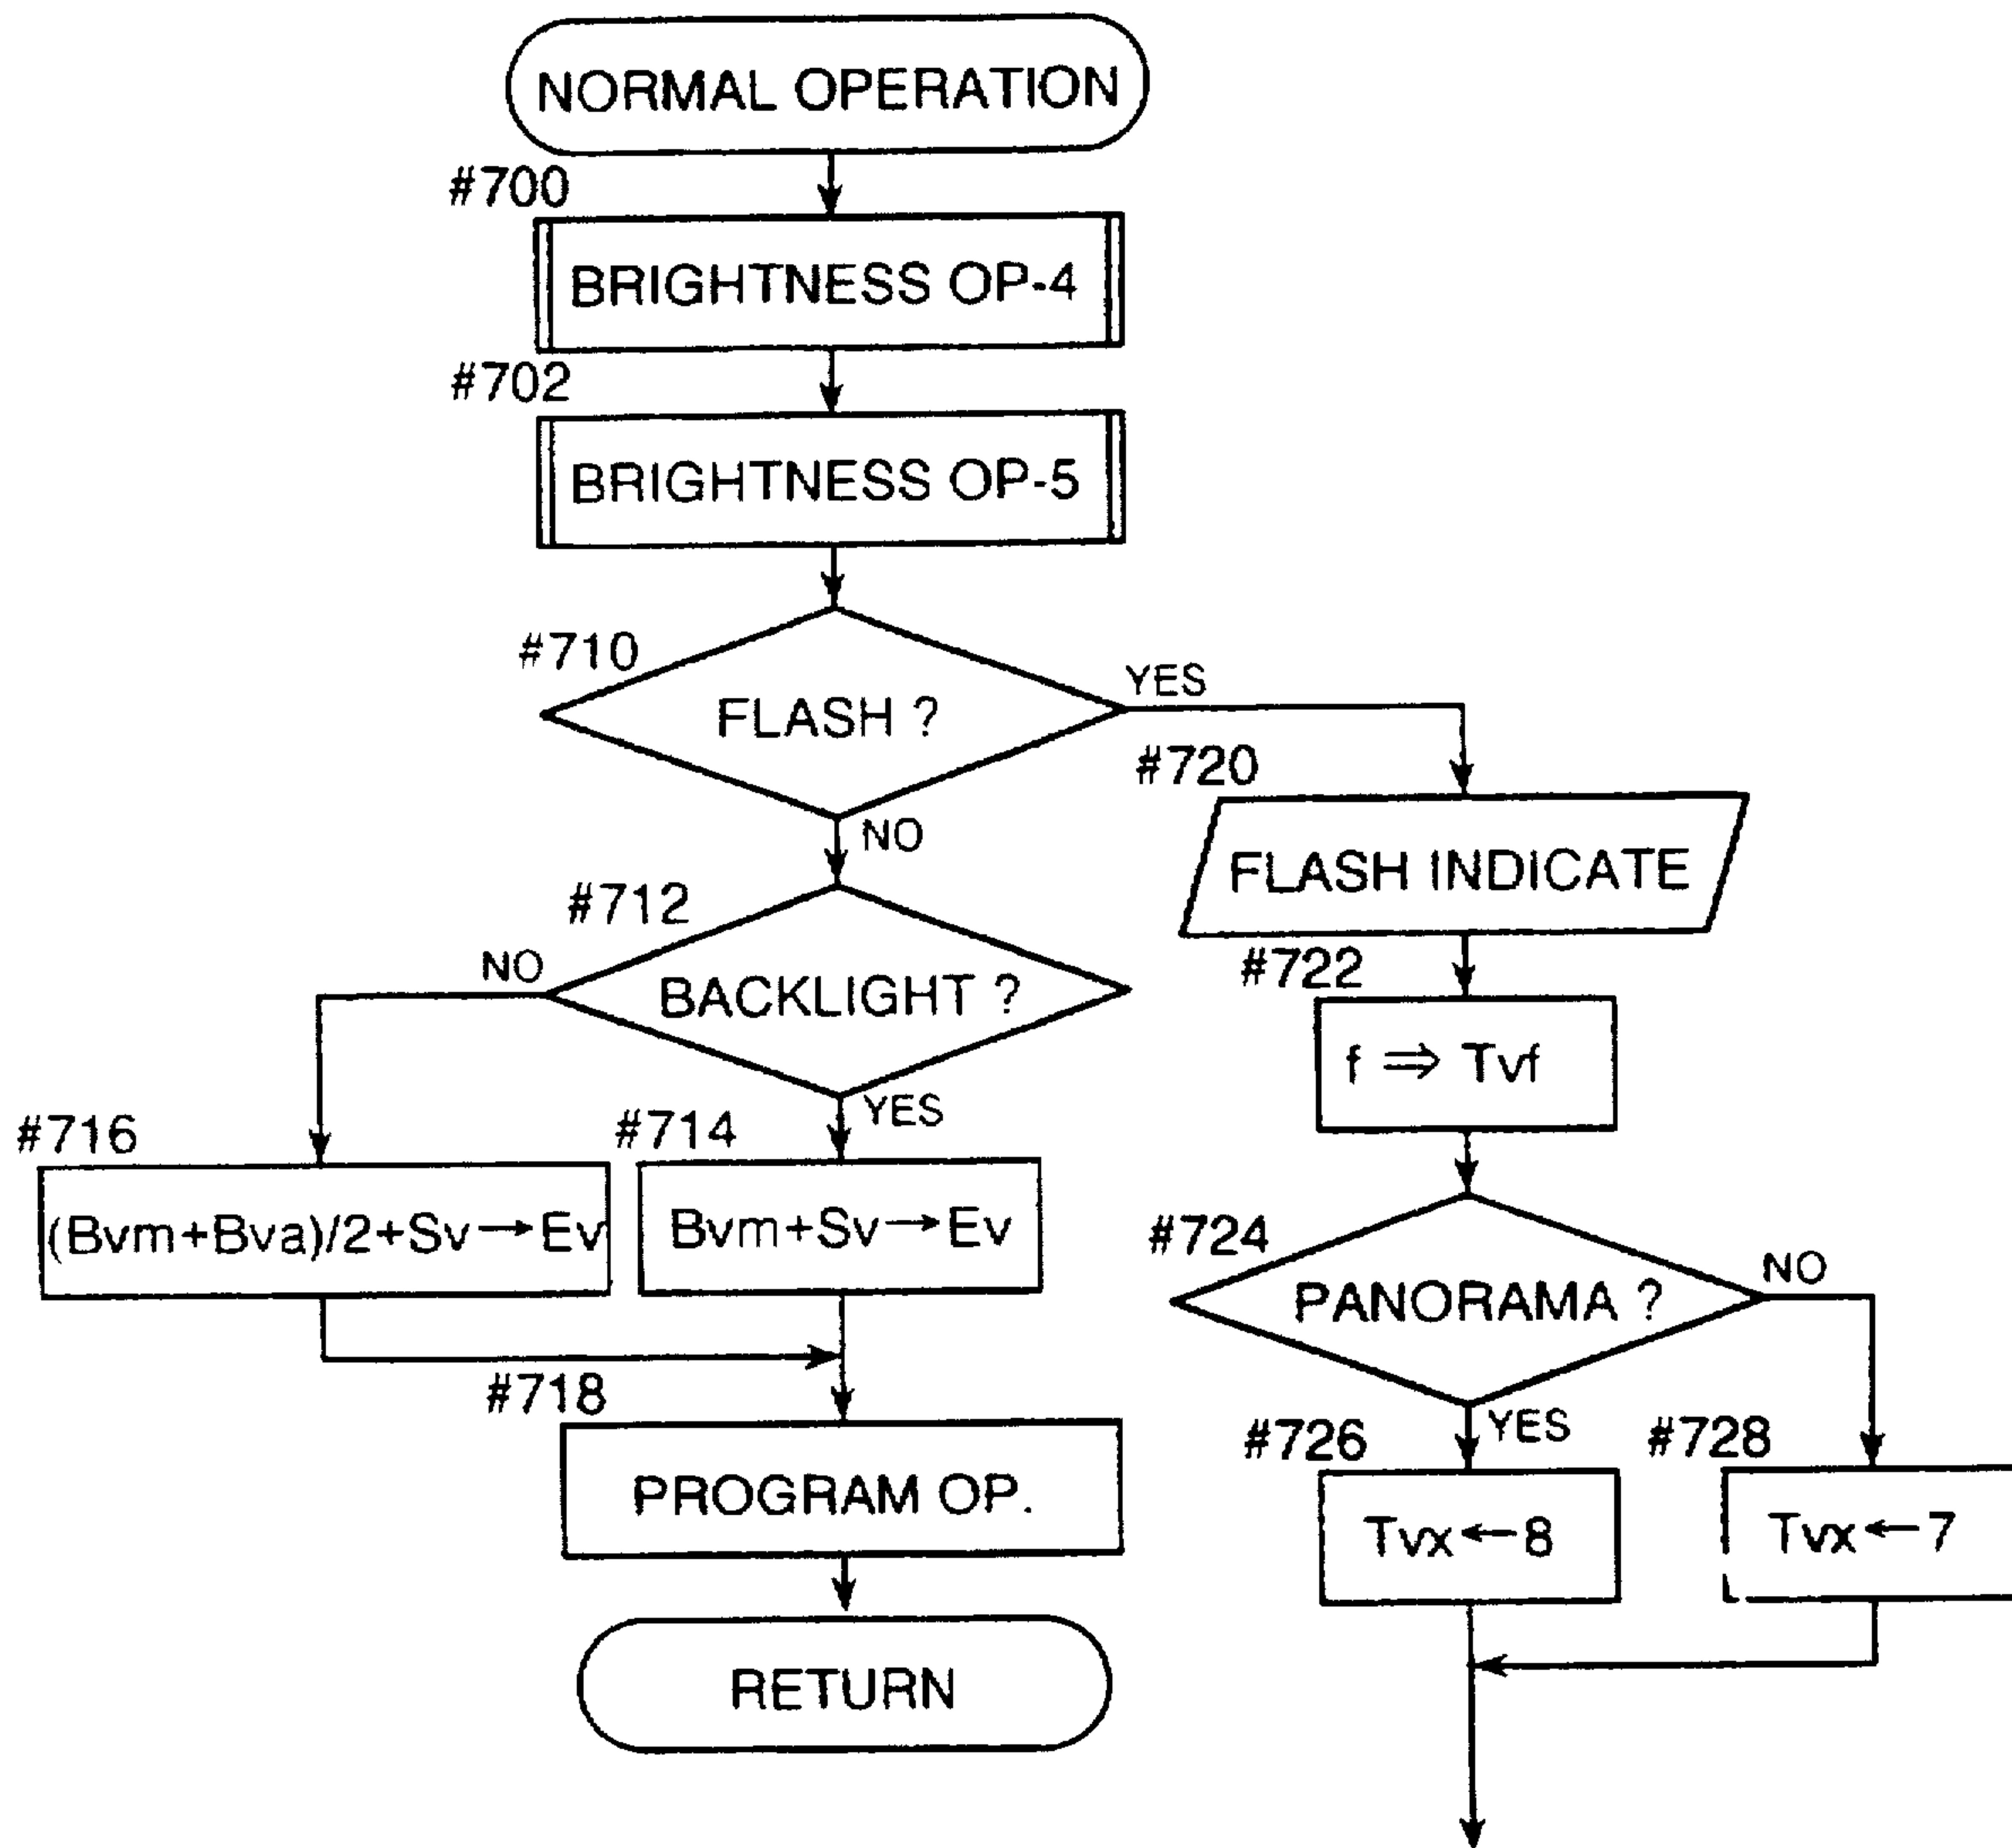 NORMAL OPERATION
#700
BRIGHTNESS OP-4
#702
BRIGHTNESS OP-5
#710
FLASH ?
YES
NO
#720
FLASH INDICATE
#712
BACKLIGHT ?
NO
YES
#722
f ⇒ Tvf
#716
(Bvm+Bva)/2+Sv→Ev
#714
Bvm+Sv→Ev
#724
PANORAMA ?
NO
YES
#718
PROGRAM OP.
#726
Tvx←8
#728
Tvx←7
RETURN